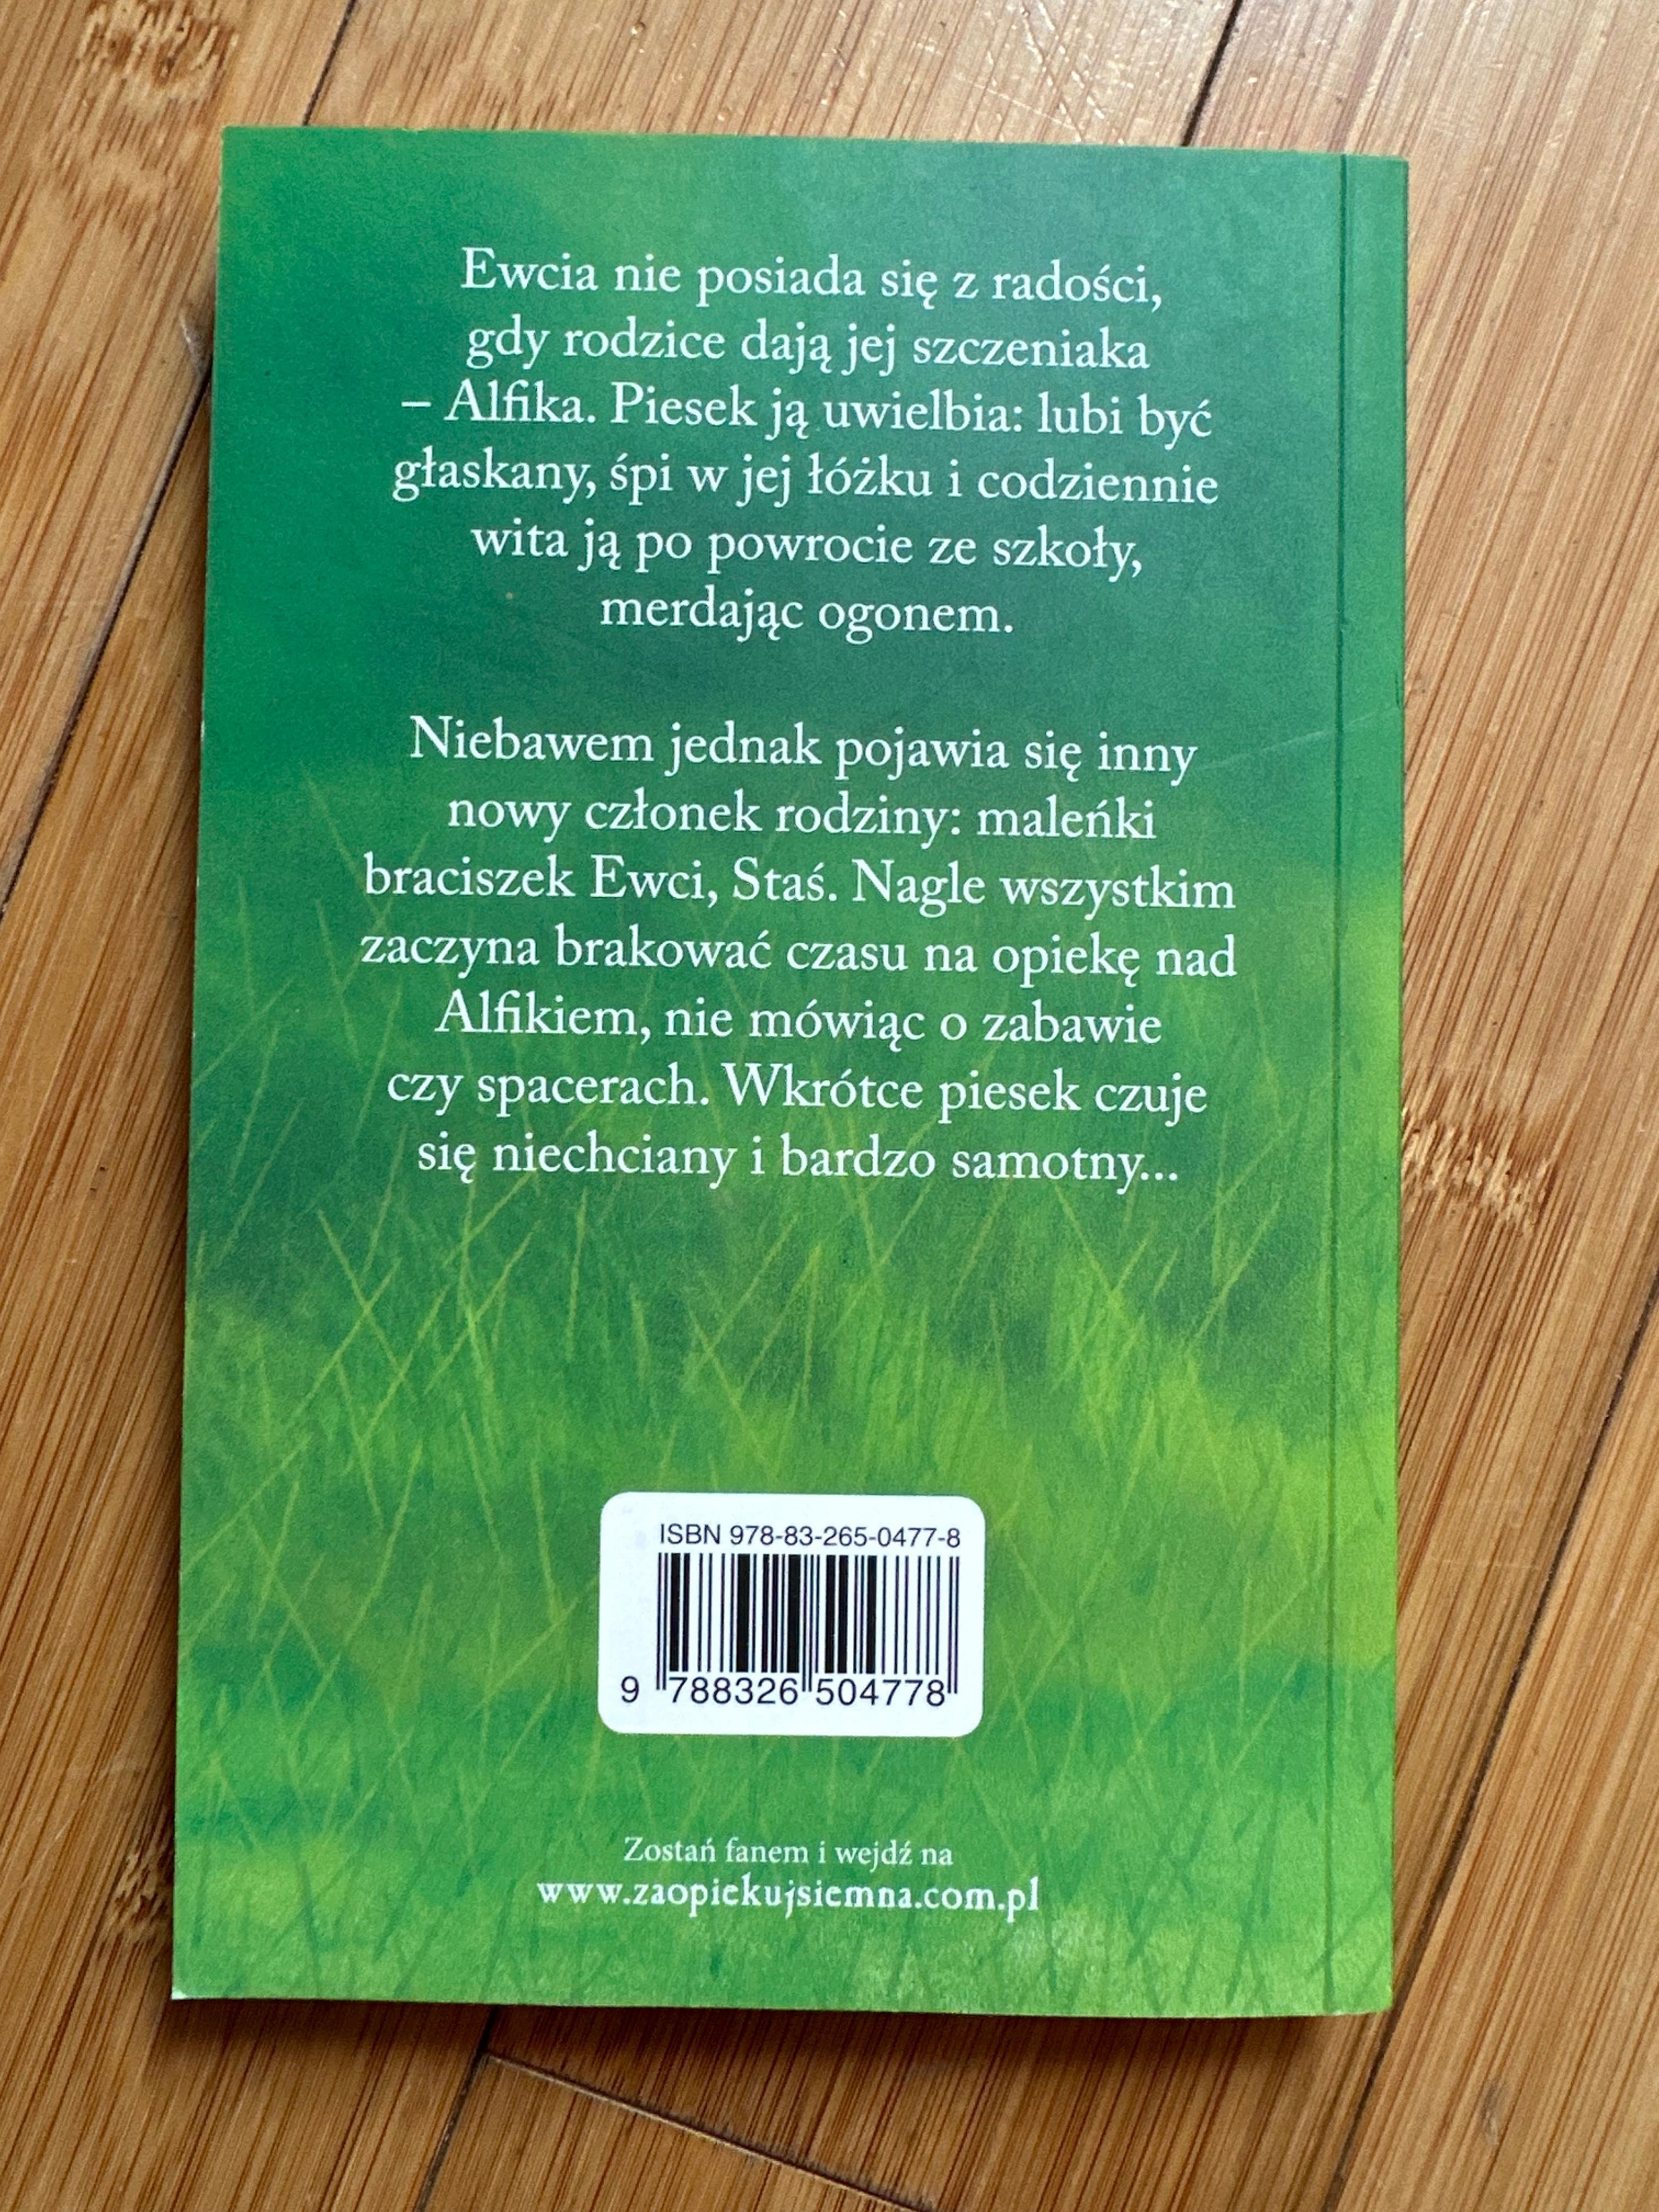 Ewcia nie posiada się z radości,
gdy rodzice dają jej szczeniaka
– Alfika. Piesek ją uwielbia: lubi być
głaskany, śpi w jej łóżku i codziennie
wita ją po powrocie ze szkoły,
merdając ogonem.
Niebawem jednak pojawia się inny
nowy członek rodziny: maleńki
braciszek Ewci, Staś. Nagle wszystkim
zaczyna brakować czasu na opiekę nad
Alfikiem, nie mówiąc o zabawie
czy spacerach. Wkrótce piesek czuje
się niechciany i bardzo samotny...
ISBN 978-83-265-0477-8
9 788326 504778
Zostań fanem i wejdź na
www.zaopiekujsiemna.com.pl